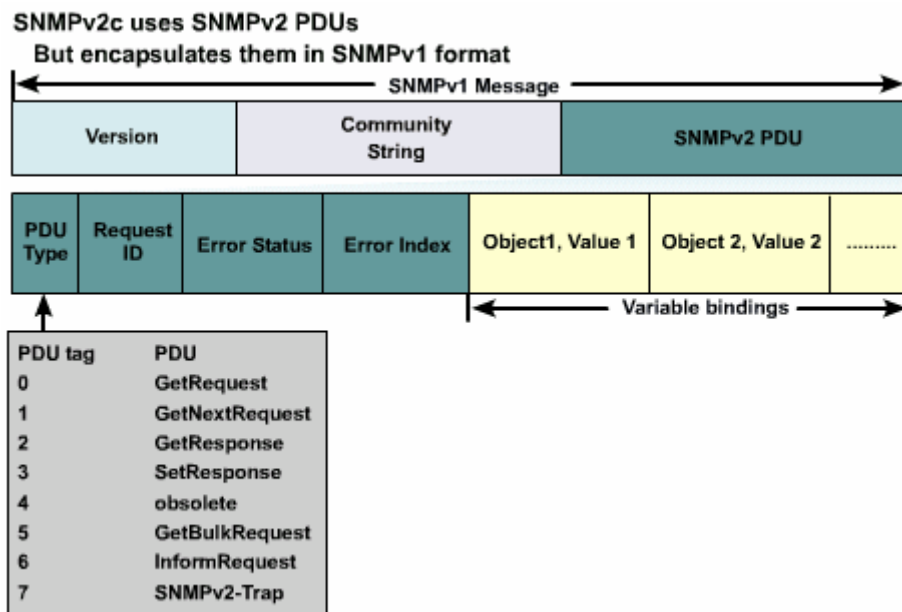 SNMPv2c uses SNMPv2 PDUs
But encapsulates them in SNMPv1 format
SNMPv1 Message
Version
Community
String
SNMPv2 PDU
PDU
Type
Request
ID
Error Status
Error Index
Object1, Value 1
Object 2, Value 2
.........
Variable bindings
PDU tag PDU
0 GetRequest
1 GetNextRequest
2 GetResponse
3 SetResponse
4 obsolete
5 GetBulkRequest
6 InformRequest
7 SNMPv2-Trap